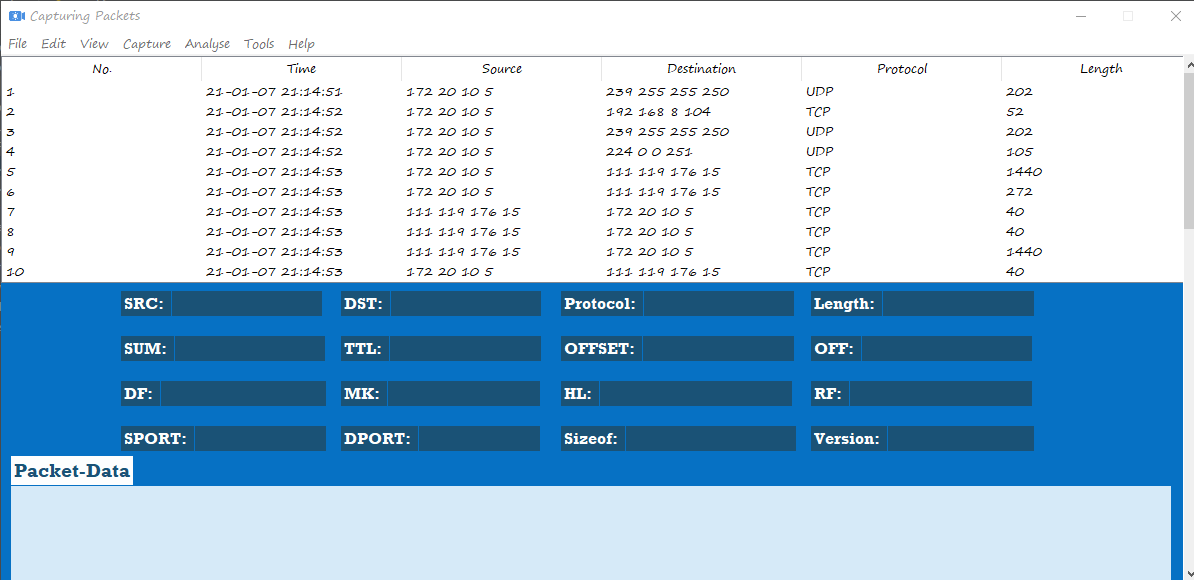 Capturing Packets
File Edit View Capture Analyse Tools Help
No. Time Source Destination Protocol Length
1 21-01-07 21:14:51 172 20 10 5 239 255 255 250 UDP 202
2 21-01-07 21:14:52 172 20 10 5 192 168 8 104 TCP 52
3 21-01-07 21:14:52 172 20 10 5 239 255 255 250 UDP 202
4 21-01-07 21:14:52 172 20 10 5 224 0 0 251 UDP 105
5 21-01-07 21:14:53 172 20 10 5 111 119 176 15 TCP 1440
6 21-01-07 21:14:53 172 20 10 5 111 119 176 15 TCP 272
7 21-01-07 21:14:53 111 119 176 15 172 20 10 5 TCP 40
8 21-01-07 21:14:53 111 119 176 15 172 20 10 5 TCP 40
9 21-01-07 21:14:53 111 119 176 15 172 20 10 5 TCP 1440
10 21-01-07 21:14:53 172 20 10 5 111 119 176 15 TCP 40
SRC: DST: Protocol: Length:
SUM: TTL: OFFSET: OFF:
DF: MK: HL: RF:
SPORT: DPORT: Sizeof: Version:
Packet-Data